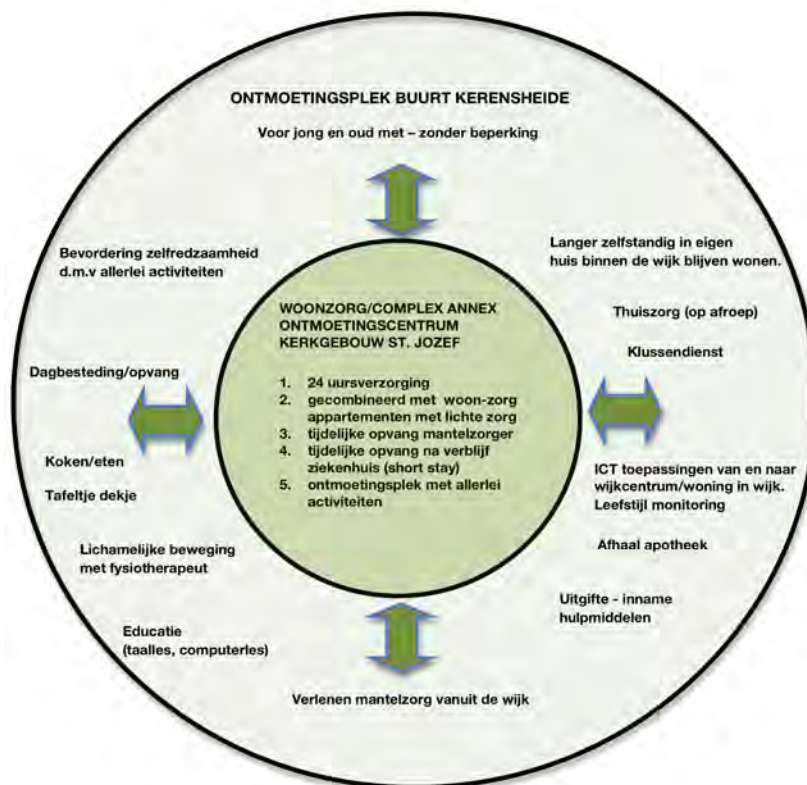 ONTMOETINGSPLEK BUURT KERENSHEIDE
Voor jong en oud met – zonder beperking
Bevordering zelfredzaamheid
d.m.v allerlei activiteiten
Langer zelfstandig in eigen
huis binnen de wijk blijven wonen.
Thuiszorg (op afroep)
Klussendienst
WOONZORG/COMPLEX ANNEX
ONTMOETINGSCENTRUM
KERKGEBOUW ST. JOZEF
1. 24 uursverzorging
2. gecombineerd met woon-zorg
appartementen met lichte zorg
3. tijdelijke opvang mantelzorger
4. tijdelijke opvang na verblijf
ziekenhuis (short stay)
5. ontmoetingsplek met allerlei
activiteiten
Dagbesteding/opvang
Koken/eten
Tafeltje dekje
Lichamelijke beweging
met fysiotherapeut
Educatie
(taalles, computerles)
ICT toepassingen van en naar
wijkcentrum/woning in wijk.
Leefstijl monitoring
Afhaal apotheek
Uitgifte - inname
hulpmiddelen
Verlenen mantelzorg vanuit de wijk